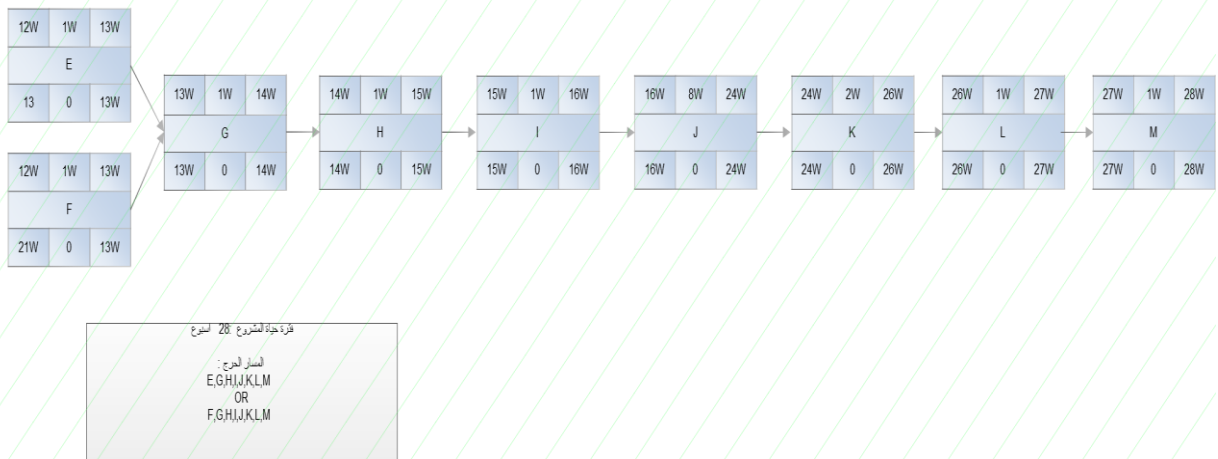 12W 1W 13W
E
13 0 13W
12W 1W 13W
F
21W 0 13W
13W 1W 14W
G
13W 0 14W
14W 1W 15W
H
14W 0 15W
15W 1W 16W
I
15W 0 16W
16W 8W 24W
J
16W 0 24W
24W 2W 26W
K
24W 0 26W
26W 1W 27W
L
26W 0 27W
27W 1W 28W
M
27W 0 28W
فترة حياة المشروع :28 اسبوع
المسار الحرج :
E,G,H,I,J,K,L,M
OR
F,G,H,I,J,K,L,M